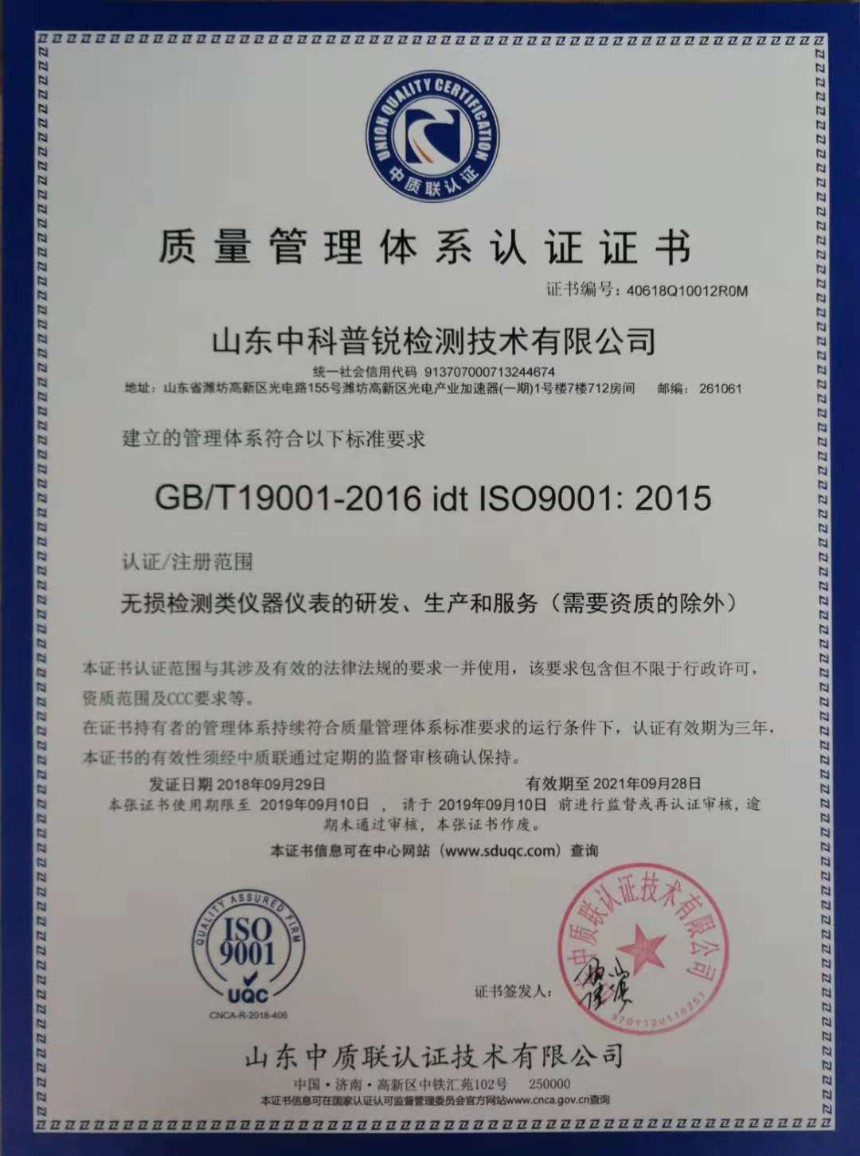 UNION QUALITY CERTIFICATION
中质联认证
质量管理体系认证证书
证书编号：40618Q10012R0M
山东中科普锐检测技术有限公司
统一社会信用代码 913707000713244674
地址：山东省潍坊高新区光电路155号潍坊高新区光电产业加速器(一期)1号楼7楼712房间 邮编： 261061
建立的管理体系符合以下标准要求
GB/T19001-2016 idt ISO9001: 2015
认证/注册范围
无损检测类仪器仪表的研发、生产和服务（需要资质的除外）
本证书认证范围与其涉及有效的法律法规的要求一并使用，该要求包含但不限于行政许可，
资质范围及CCC要求等。
在证书持有者的管理体系持续符合质量管理体系标准要求的运行条件下，认证有效期为三年，
本证书的有效性须经中质联通过定期的监督审核确认保持。
发证日期 2018年09月29日 有效期至 2021年09月28日
本张证书使用期限至 2019年09月10日 ，请于 2019年09月10日 前进行监督或再认证审核，逾
期未通过审核，本张证书作废。
本证书信息可在中心网站（www.sduqc.com）查询
QUALITY ASSURED FIRM
ISO
9001
UQC
CNCA-R-2018-406
中质联认证技术有限公司
证书签发人：
山东中质联认证技术有限公司
中国·济南·高新区中铁汇苑102号 250000
本证书信息可在国家认证认可监督管理委员会官方网站www.cnca.gov.cn查询